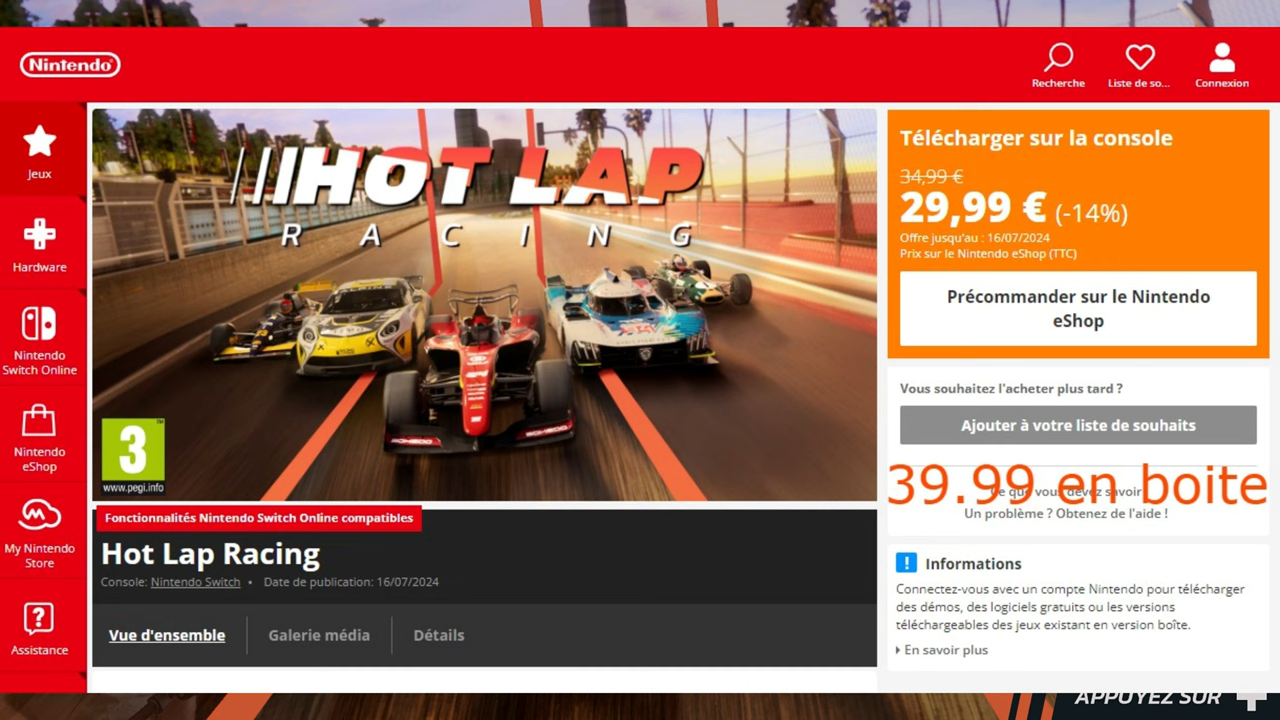 Nintendo
Recherche
Liste de so...
Connexion
Jeux
Hardware
Nintendo
Switch Online
Nintendo
eShop
My Nintendo
Store
Assistance
HOT LAP
RACING
3
www.pegi.info
Fonctionnalités Nintendo Switch Online compatibles
Hot Lap Racing
Console: Nintendo Switch • Date de publication: 16/07/2024
Vue d'ensemble
Galerie média
Détails
Télécharger sur la console
34,99 €
29,99 € (-14%)
Offre jusqu'au : 16/07/2024
Prix sur le Nintendo eShop (TTC)
Précommander sur le Nintendo
eShop
Vous souhaitez l'acheter plus tard ?
Ajouter à votre liste de souhaits
39.99 en boite
Ce que vous devez savoir
Un problème ? Obtenez de l'aide !
Informations
Connectez-vous avec un compte Nintendo pour télécharger
des démos, des logiciels gratuits ou les versions
téléchargeables des jeux existant en version boîte.
En savoir plus
APPUYEZ SUR